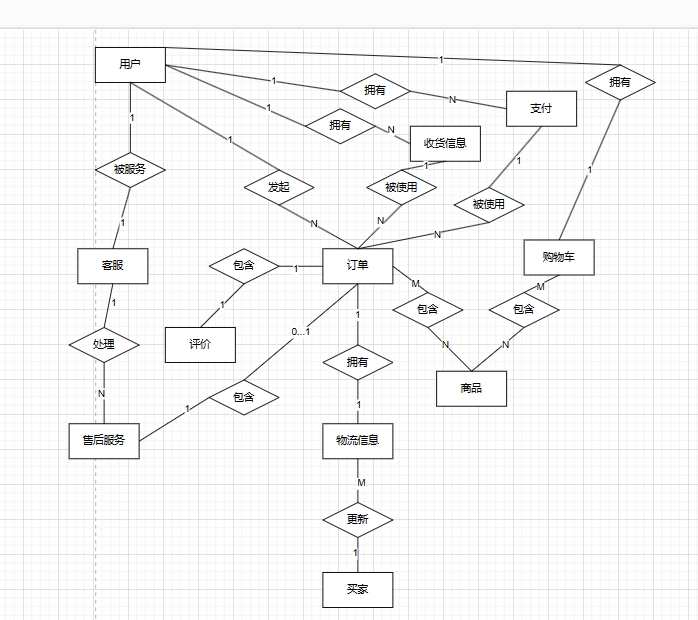 用户
1
拥有
1
拥有
N
支付
1
拥有
N
收货信息
1
被服务
1
发起
1
被使用
1
1
被使用
1
1
N
N
N
购物车
客服
包含
1
订单
M
M
1
1
包含
包含
处理
评价
0...1
1
N
N
拥有
商品
N
包含
1
1
售后服务
物流信息
M
更新
1
买家